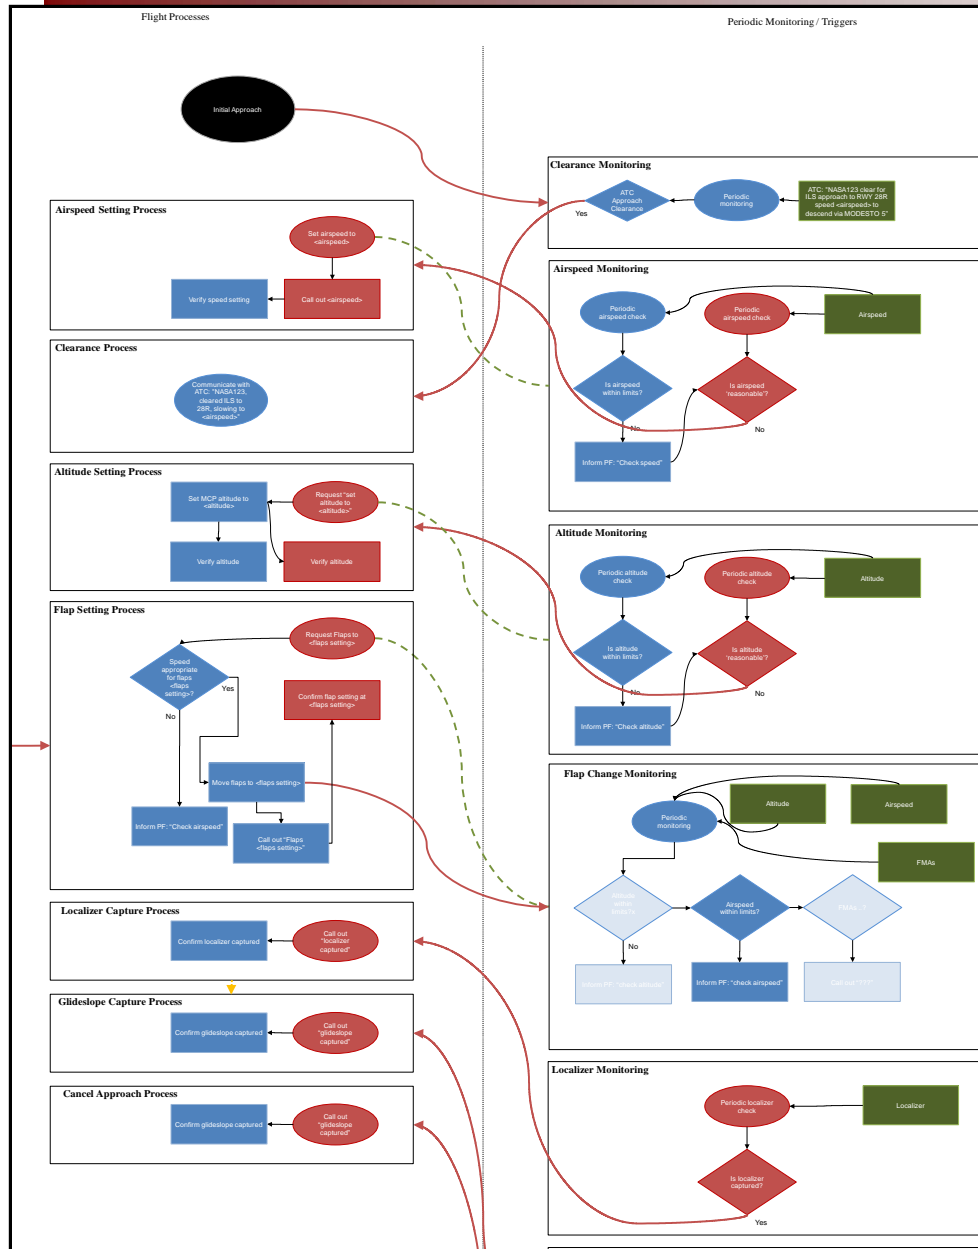 Flight Processes
Periodic Monitoring / Triggers
Initial Approach
Clearance Monitoring
ATC
Approach
Clearance
Yes
Periodic
monitoring
ATC: "NASA123 clear for
ILS approach to RWY 28R
speed <airspeed> to
descend via MODESTO 5"
Airspeed Setting Process
Set airspeed to
<airspeed>
Verify speed setting
Call out <airspeed>
Airspeed Monitoring
Periodic
airspeed check
Periodic
airspeed check
Airspeed
Is airspeed
within limits?
Is airspeed
'reasonable'?
No
No
Inform PF: "Check speed"
Clearance Process
Communicate with
ATC: "NASA123,
cleared ILS to
28R, slowing to
<airspeed>"
Altitude Setting Process
Set MCP altitude to
<altitude>
Request "set
altitude to
<altitude>"
Verify altitude
Verify altitude
Altitude Monitoring
Periodic altitude
check
Periodic altitude
check
Altitude
Is altitude
within limits?
Is altitude
'reasonable'?
No
No
Inform PF: "Check altitude"
Flap Setting Process
Request Flaps to
<flaps setting>
Speed
appropriate
for flaps
<flaps
setting>?
Yes
No
Confirm flap setting at
<flaps setting>
Move flaps to <flaps setting>
Inform PF: "Check airspeed"
Call out "Flaps
<flaps setting>"
Flap Change Monitoring
Periodic
monitoring
Altitude
Airspeed
FMAs
Altitude
within
limits?
Airspeed
within limits?
FMAs...?
No
Inform PF: "check altitude"
Inform PF: "check airspeed"
Call out "???"
Localizer Capture Process
Confirm localizer captured
Call out
"localizer
captured"
Glideslope Capture Process
Confirm glideslope captured
Call out
"glideslope
captured"
Cancel Approach Process
Confirm glideslope captured
Call out
"glideslope
captured"
Localizer Monitoring
Periodic localizer
check
Localizer
Is localizer
captured?
Yes